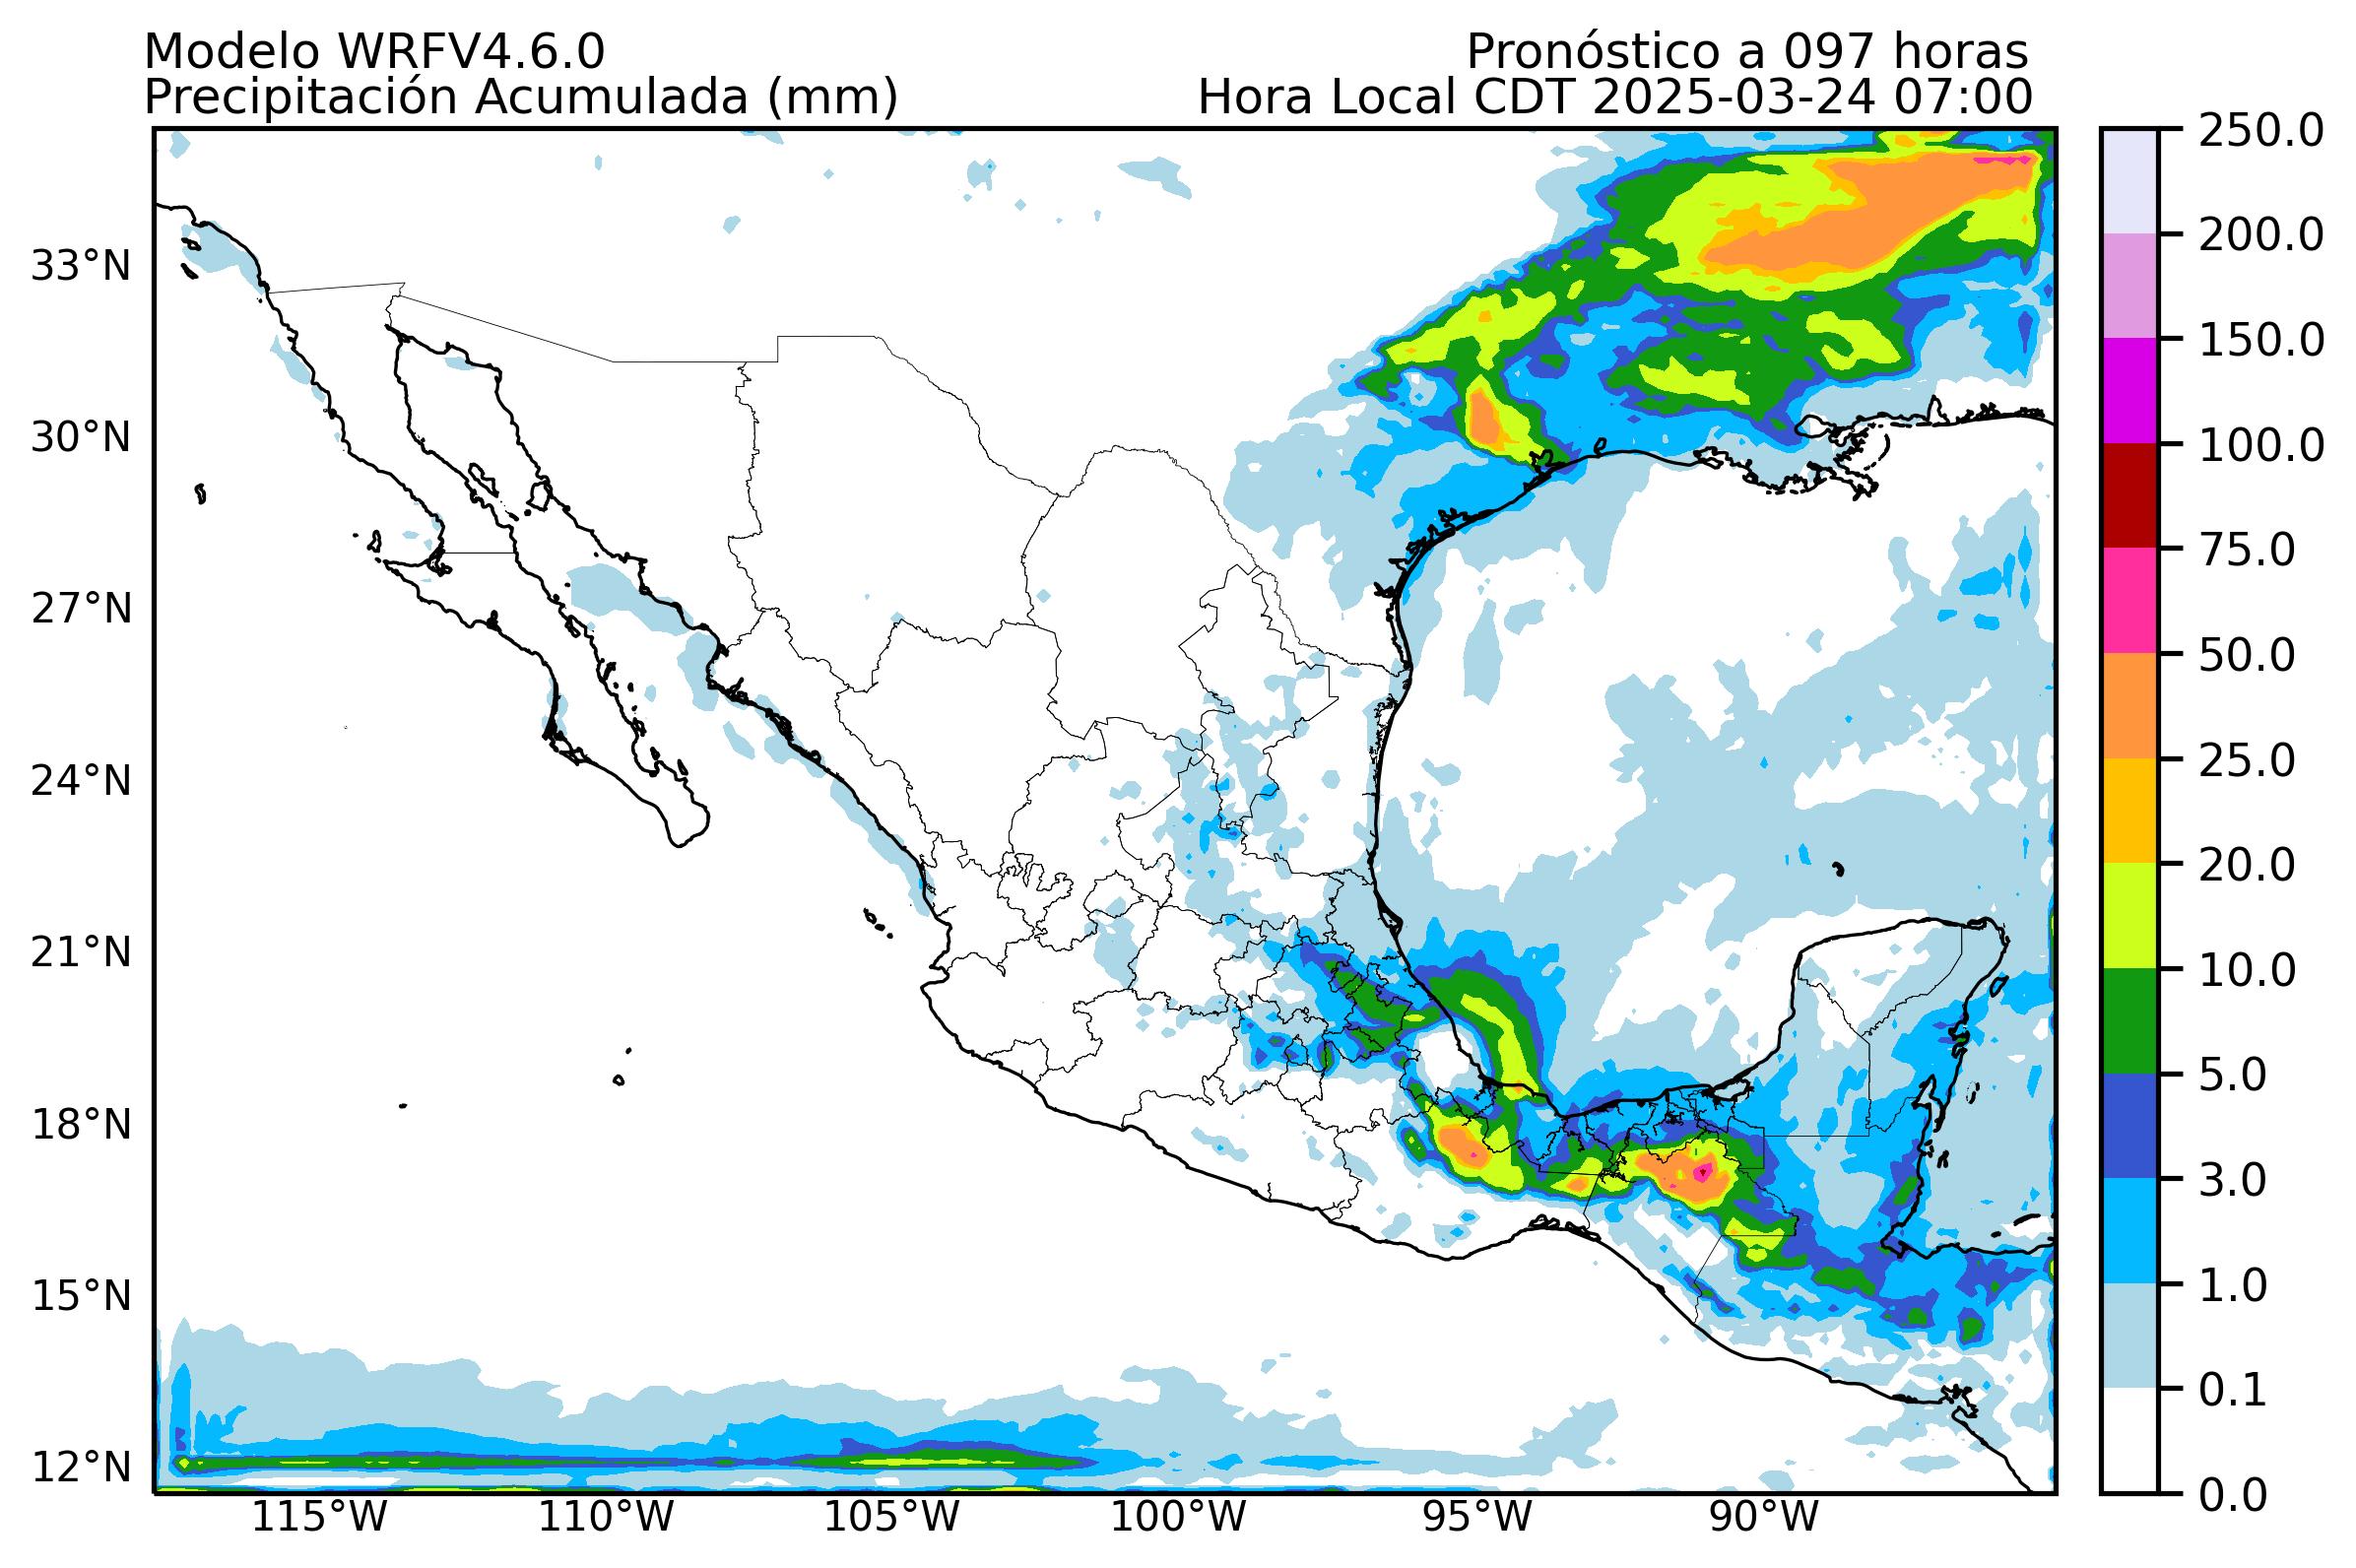 Modelo WRFV4.6.0
Pronóstico a 097 horas
Precipitación Acumulada (mm)
Hora Local CDT 2025-03-24 07:00
33°N
30°N
27°N
24°N
21°N
18°N
15°N
12°N
115°W
110°W
105°W
100°W
95°W
90°W
250.0
200.0
150.0
100.0
75.0
50.0
25.0
20.0
10.0
5.0
3.0
1.0
0.1
0.0